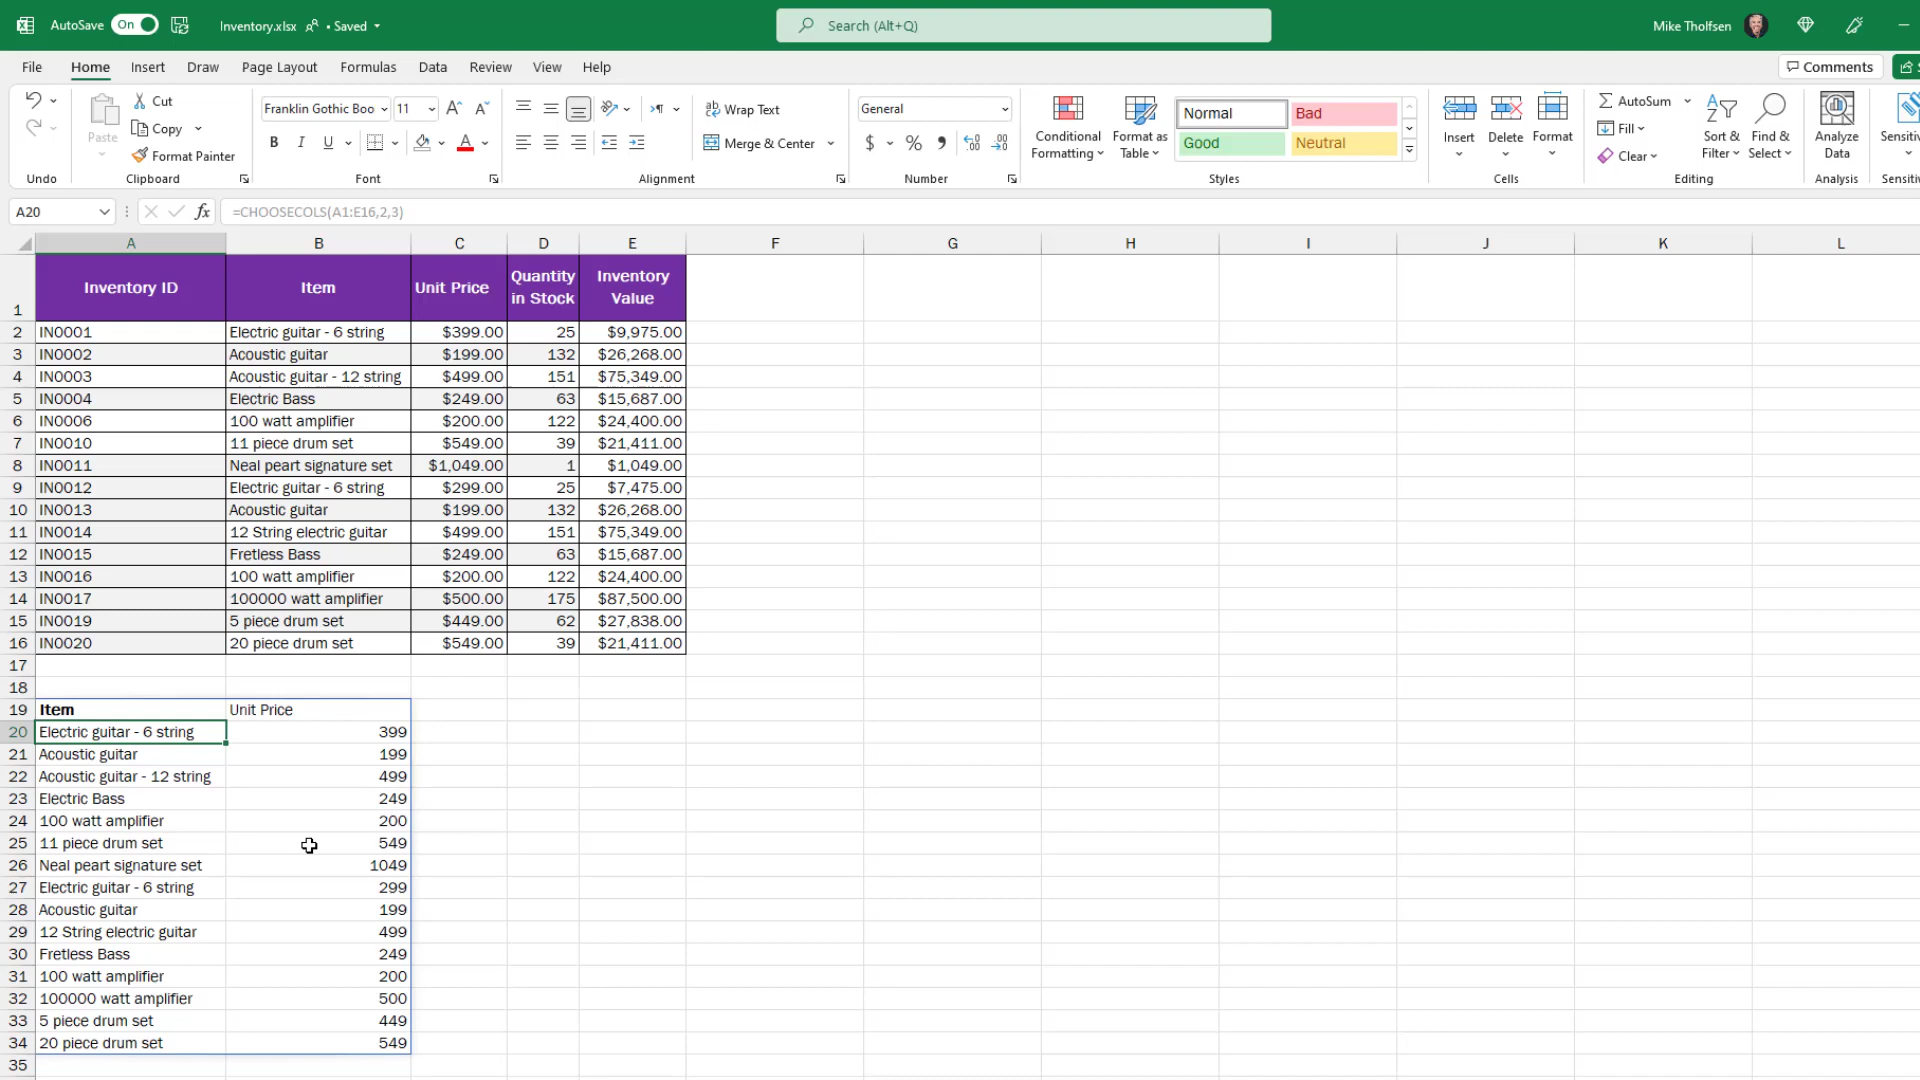 AutoSave On Inventory.xlsx • Saved Search (Alt+Q) Mike Tholfsen
File Home Insert Draw Page Layout Formulas Data Review View Help Comments
Paste Cut Copy Format Painter
Franklin Gothic Boo 11 A A
B I U A
ab Wrap Text
Merge & Center
General
$ % 9
Conditional Formatting Format as Table Normal Bad Good Neutral
Insert Delete Format
AutoSum Fill Clear
Sort & Filter Find & Select Analyze Data Sensitiv
Undo Clipboard Font Alignment Number Styles Cells Editing Analysis Sensitiv
A20 fx =CHOOSECOLS(A1:E16,2,3)
A B C D E F G H I J K L
1 Inventory ID Item Unit Price Quantity in Stock Inventory Value
2 IN0001 Electric guitar - 6 string $399.00 25 $9,975.00
3 IN0002 Acoustic guitar $199.00 132 $26,268.00
4 IN0003 Acoustic guitar - 12 string $499.00 151 $75,349.00
5 IN0004 Electric Bass $249.00 63 $15,687.00
6 IN0006 100 watt amplifier $200.00 122 $24,400.00
7 IN0010 11 piece drum set $549.00 39 $21,411.00
8 IN0011 Neal peart signature set $1,049.00 1 $1,049.00
9 IN0012 Electric guitar - 6 string $299.00 25 $7,475.00
10 IN0013 Acoustic guitar $199.00 132 $26,268.00
11 IN0014 12 String electric guitar $499.00 151 $75,349.00
12 IN0015 Fretless Bass $249.00 63 $15,687.00
13 IN0016 100 watt amplifier $200.00 122 $24,400.00
14 IN0017 100000 watt amplifier $500.00 175 $87,500.00
15 IN0019 5 piece drum set $449.00 62 $27,838.00
16 IN0020 20 piece drum set $549.00 39 $21,411.00
17
18
19 Item Unit Price
20 Electric guitar - 6 string 399
21 Acoustic guitar 199
22 Acoustic guitar - 12 string 499
23 Electric Bass 249
24 100 watt amplifier 200
25 11 piece drum set 549
26 Neal peart signature set 1049
27 Electric guitar - 6 string 299
28 Acoustic guitar 199
29 12 String electric guitar 499
30 Fretless Bass 249
31 100 watt amplifier 200
32 100000 watt amplifier 500
33 5 piece drum set 449
34 20 piece drum set 549
35